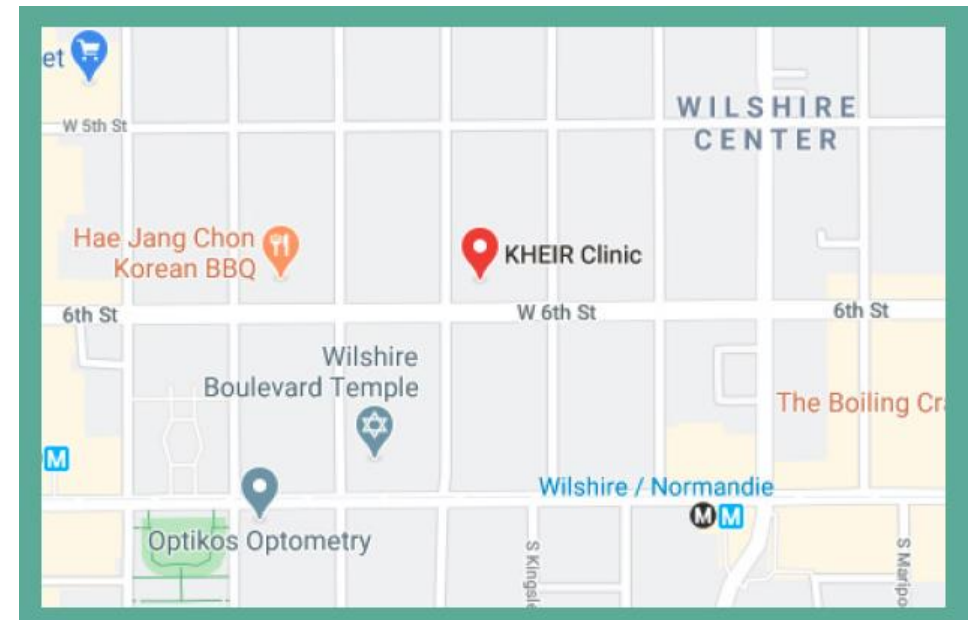 et
W 5th St
WILSHIRE
CENTER
Hae Jang Chon
Korean BBQ
KHEIR Clinic
6th St
W 6th St
6th St
Wilshire
Boulevard Temple
The Boiling Cra
M
Wilshire / Normandie
M M
Optikos Optometry
S Kingsle
S Maripo